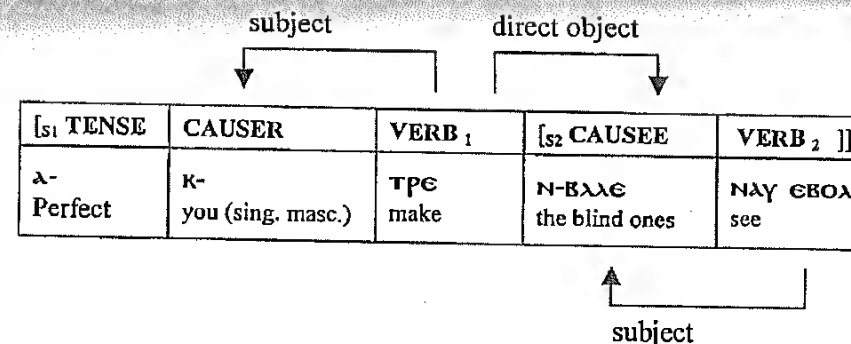 subject direct object
[s1 TENSE CAUSER VERB 1 [s2 CAUSEE VERB 2 ]]
ⲁ- ⲕ- ⲧⲣⲉ ⲛ-ⲃⲗⲗⲉ ⲛⲁⲩ ⲉⲃⲟⲗ
Perfect you (sing. masc.) make the blind ones see
subject